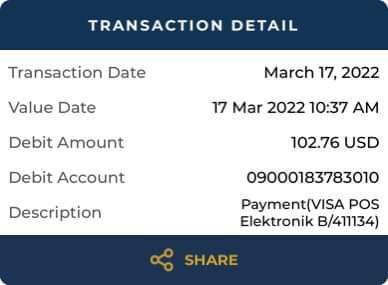 TRANSACTION DETAIL
Transaction Date March 17, 2022
Value Date 17 Mar 2022 10:37 AM
Debit Amount 102.76 USD
Debit Account 09000183783010
Description Payment(VISA POS
Elektronik B/411134)
SHARE